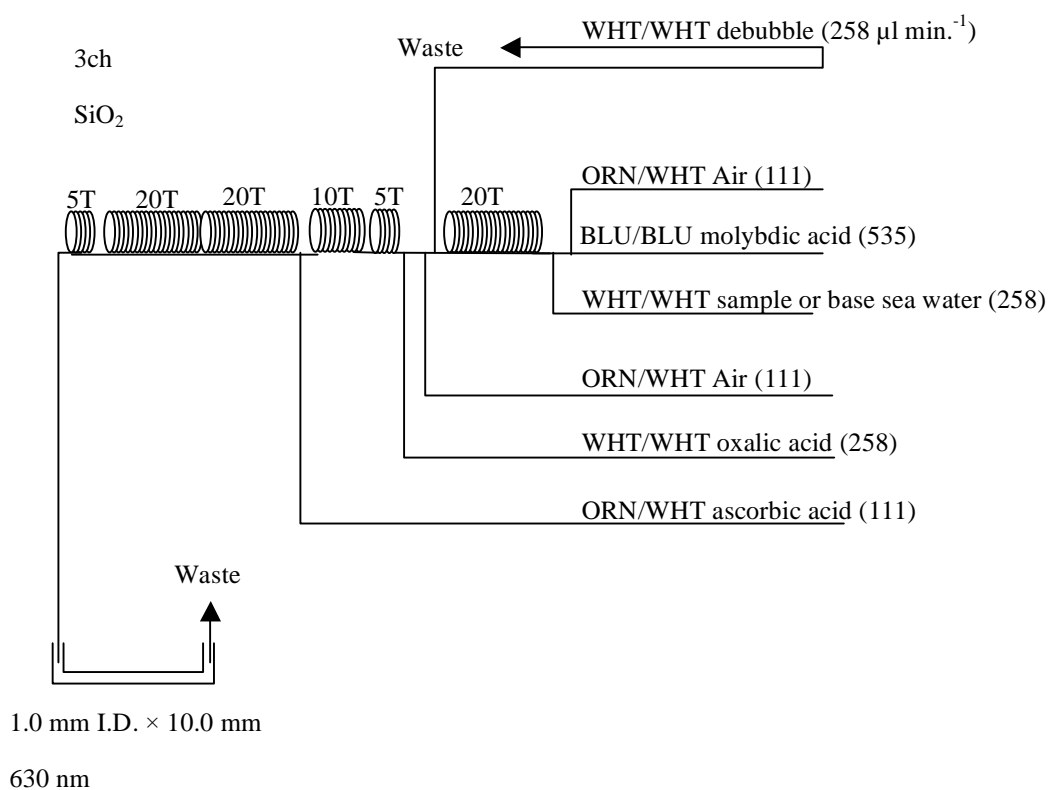 WHT/WHT debubble (258 µl min.⁻¹)
Waste
3ch
SiO₂
ORN/WHT Air (111)
5T 20T 20T 10T 5T 20T
BLU/BLU molybdic acid (535)
WHT/WHT sample or base sea water (258)
ORN/WHT Air (111)
WHT/WHT oxalic acid (258)
ORN/WHT ascorbic acid (111)
Waste
1.0 mm I.D. × 10.0 mm
630 nm